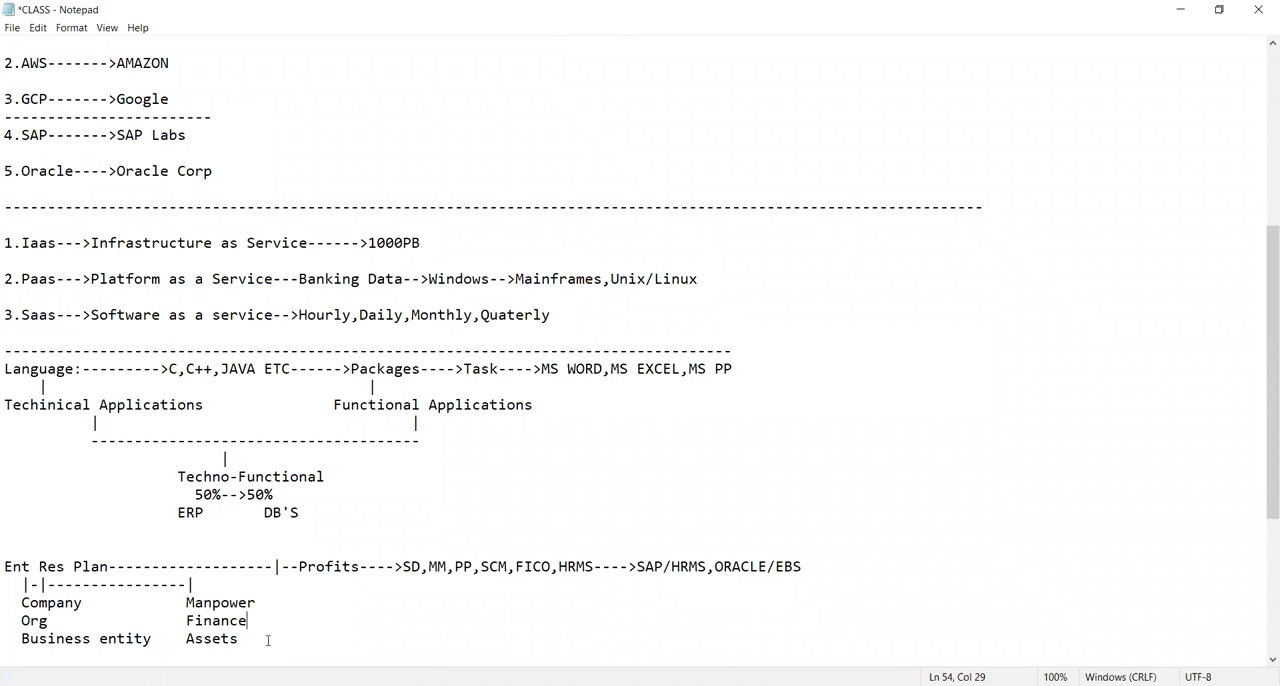 *CLASS - Notepad
File Edit Format View Help
2.AWS------->AMAZON
3.GCP------->Google
------------------------
4.SAP------->SAP Labs
5.Oracle---->Oracle Corp
-----------------------------------------------------------------------------------------------------------------
1.Iaas--->Infrastructure as Service------>1000PB
2.Paas--->Platform as a Service---Banking Data-->Windows-->Mainframes,Unix/Linux
3.Saas--->Software as a service-->Hourly,Daily,Monthly,Quaterly
------------------------------------------------------------------------------------
Language:--------->C,C++,JAVA ETC------>Packages---->Task---->MS WORD,MS EXCEL,MS PP
| |
Techinical Applications Functional Applications
| |
--------------------------------------
|
Techno-Functional
50%-->50%
ERP DB'S
Ent Res Plan-------------------|--Profits---->SD,MM,PP,SCM,FICO,HRMS---->SAP/HRMS,ORACLE/EBS
|-|----------------|
Company Manpower
Org Finance
Business entity Assets
Ln 54, Col 29 100% Windows (CRLF) UTF-8